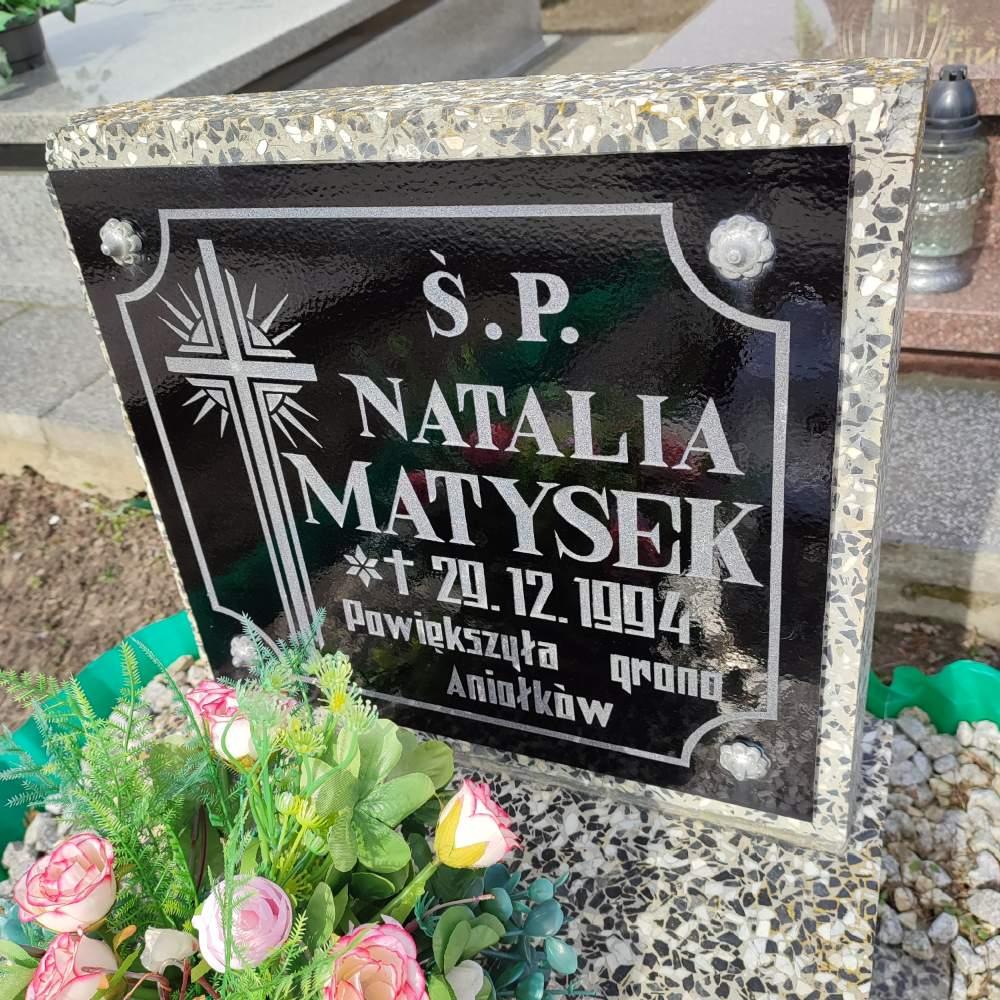 Ś.P.
NATALIA
MATYSEK
*† 29.12.1994
Powiększyła grono
Aniołków